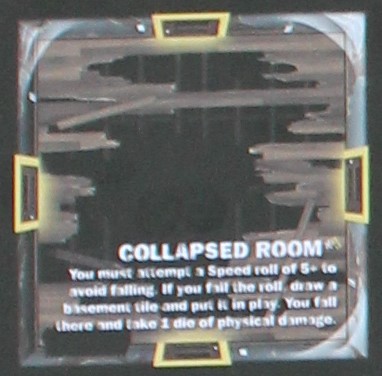 COLLAPSED ROOM
You must attempt a Speed roll of 5+ to
avoid falling. If you fail the roll, draw a
basement tile and put it in play. You fall
there and take 1 die of physical damage.